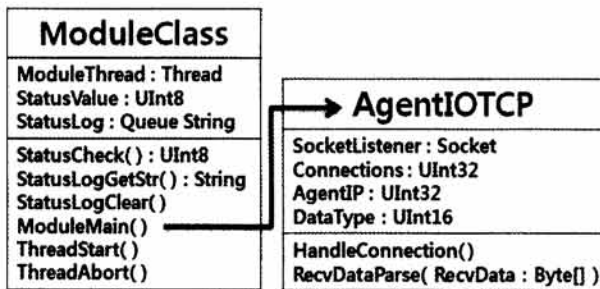 ModuleClass
ModuleThread : Thread
StatusValue : UInt8
StatusLog : Queue String
StatusCheck( ) : UInt8
StatusLogGetStr( ) : String
StatusLogClear( )
ModuleMain( )
ThreadStart( )
ThreadAbort( )
AgentIOTCP
SocketListener : Socket
Connections : UInt32
AgentIP : UInt32
DataType : UInt16
HandleConnection( )
RecvDataParse( RecvData : Byte[] )